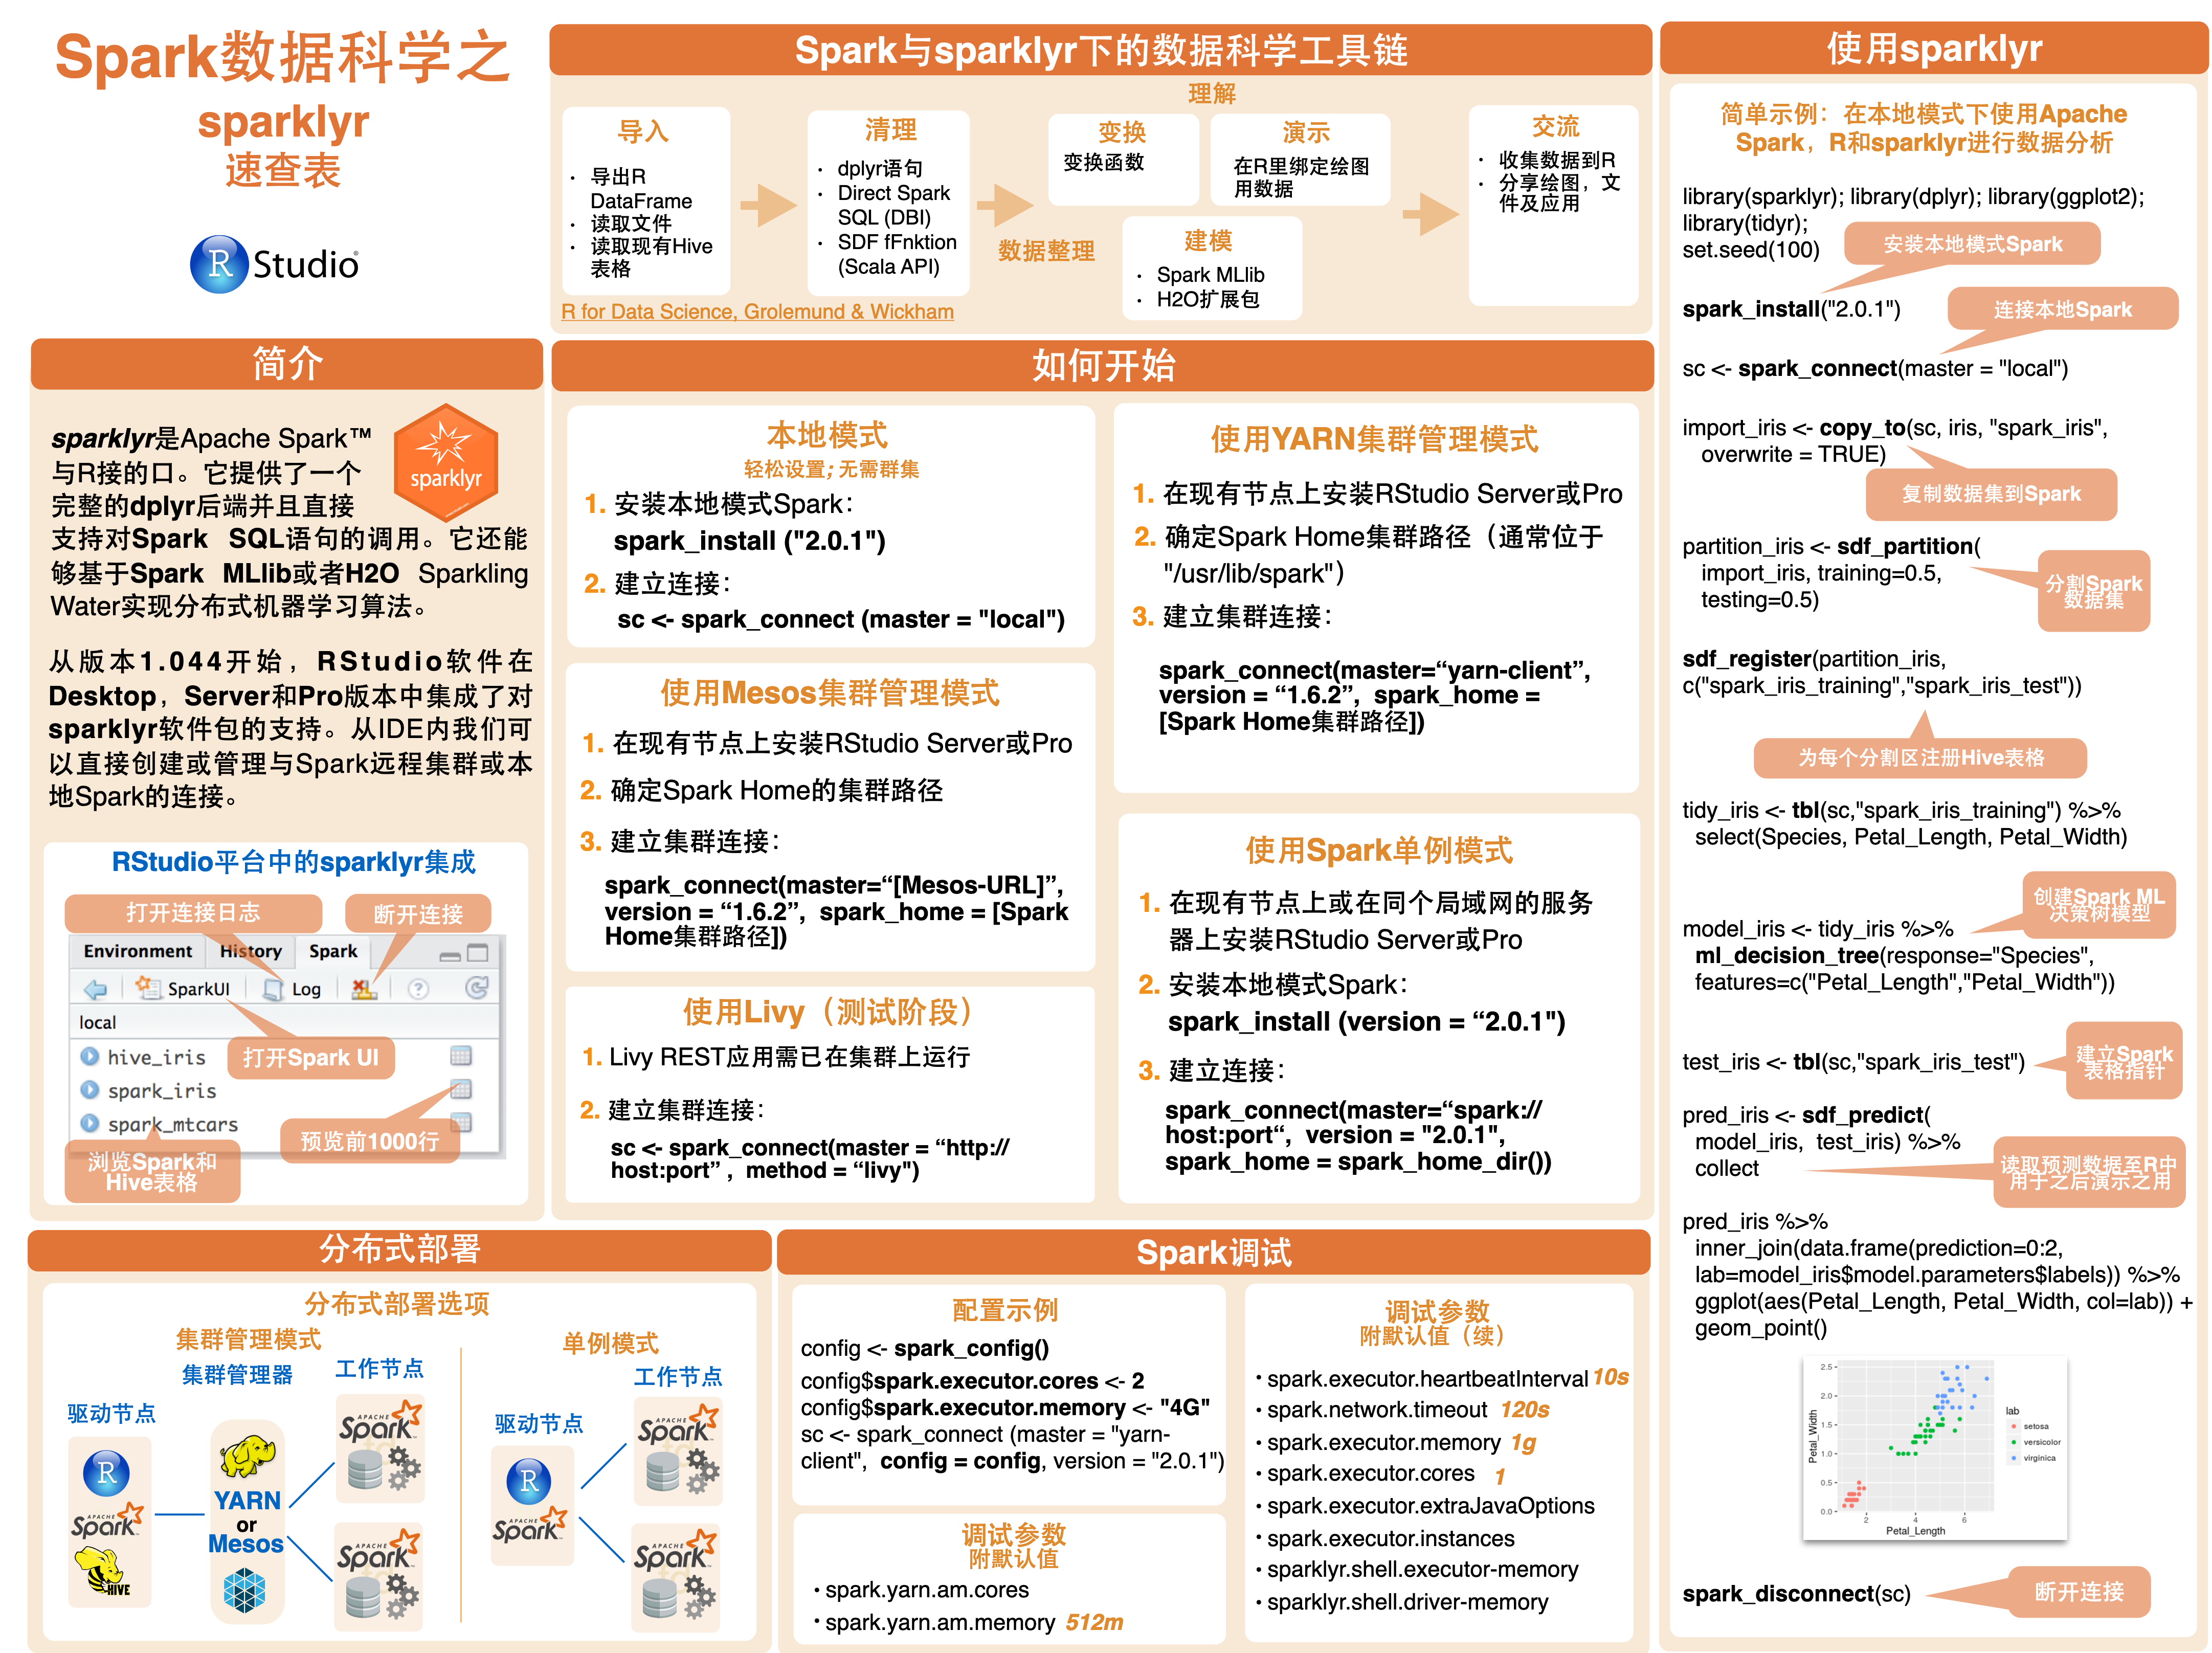 Spark数据科学之
sparklyr
速查表
R Studio
Spark与sparklyr下的数据科学工具链
导入
• 导出R
DataFrame
• 读取文件
• 读取现有Hive
表格
清理
• dplyr语句
• Direct Spark
SQL (DBI)
• SDF fFnktion
(Scala API)
理解
数据整理
变换
变换函数
演示
在R里绑定绘图
用数据
建模
• Spark MLlib
• H2O扩展包
交流
• 收集数据到R
• 分享绘图，文
件及应用
R for Data Science, Grolemund & Wickham
简介
sparklyr是Apache Spark™
与R接的口。它提供了一个
完整的dplyr后端并且直接
支持对Spark SQL语句的调用。它还能
够基于Spark MLlib或者H2O Sparkling
Water实现分布式机器学习算法。
sparklyr
从版本1.044开始，RStudio软件在
Desktop，Server和Pro版本中集成了对
sparklyr软件包的支持。从IDE内我们可
以直接创建或管理与Spark远程集群或本
地Spark的连接。
RStudio平台中的sparklyr集成
打开连接日志
断开连接
Environment History Spark
SparkUI Log
local
hive_iris
打开Spark UI
spark_iris
spark_mtcars
预览前1000行
浏览Spark和
Hive表格
如何开始
本地模式
轻松设置; 无需群集
1. 安装本地模式Spark：
spark_install ("2.0.1")
2. 建立连接：
sc <- spark_connect (master = "local")
使用Mesos集群管理模式
1. 在现有节点上安装RStudio Server或Pro
2. 确定Spark Home的集群路径
3. 建立集群连接：
spark_connect(master=“[Mesos-URL]”,
version = “1.6.2”, spark_home = [Spark
Home集群路径])
使用Livy（测试阶段）
1. Livy REST应用需已在集群上运行
2. 建立集群连接：
sc <- spark_connect(master = “http://
host:port” , method = “livy")
使用YARN集群管理模式
1. 在现有节点上安装RStudio Server或Pro
2. 确定Spark Home集群路径（通常位于
"/usr/lib/spark"）
3. 建立集群连接：
spark_connect(master=“yarn-client”,
version = “1.6.2”, spark_home =
[Spark Home集群路径])
使用Spark单例模式
1. 在现有节点上或在同个局域网的服务
器上安装RStudio Server或Pro
2. 安装本地模式Spark：
spark_install (version = “2.0.1")
3. 建立连接：
spark_connect(master=“spark://
host:port“, version = "2.0.1",
spark_home = spark_home_dir())
分布式部署
分布式部署选项
集群管理模式
集群管理器
驱动节点
工作节点
R
APACHE Spark
HIVE
YARN
or
Mesos
APACHE Spark
APACHE Spark
单例模式
驱动节点
工作节点
R
APACHE Spark
APACHE Spark
APACHE Spark
Spark调试
配置示例
config <- spark_config()
config$spark.executor.cores <- 2
config$spark.executor.memory <- "4G"
sc <- spark_connect (master = "yarn-
client", config = config, version = "2.0.1")
调试参数
附默认值
• spark.yarn.am.cores
• spark.yarn.am.memory 512m
调试参数
附默认值（续）
• spark.executor.heartbeatInterval 10s
• spark.network.timeout 120s
• spark.executor.memory 1g
• spark.executor.cores 1
• spark.executor.extraJavaOptions
• spark.executor.instances
• sparklyr.shell.executor-memory
• sparklyr.shell.driver-memory
使用sparklyr
简单示例：在本地模式下使用Apache
Spark，R和sparklyr进行数据分析
library(sparklyr); library(dplyr); library(ggplot2);
library(tidyr);
set.seed(100)
安装本地模式Spark
spark_install("2.0.1")
连接本地Spark
sc <- spark_connect(master = "local")
import_iris <- copy_to(sc, iris, "spark_iris",
overwrite = TRUE)
复制数据集到Spark
partition_iris <- sdf_partition(
import_iris, training=0.5,
testing=0.5)
分割Spark
数据集
sdf_register(partition_iris,
c("spark_iris_training","spark_iris_test"))
为每个分割区注册Hive表格
tidy_iris <- tbl(sc,"spark_iris_training") %>%
select(Species, Petal_Length, Petal_Width)
创建Spark ML
决策树模型
model_iris <- tidy_iris %>%
ml_decision_tree(response="Species",
features=c("Petal_Length","Petal_Width"))
test_iris <- tbl(sc,"spark_iris_test")
建立Spark
表格指针
pred_iris <- sdf_predict(
model_iris, test_iris) %>%
collect
读取预测数据至R中
用于之后演示之用
pred_iris %>%
inner_join(data.frame(prediction=0:2,
lab=model_iris$model.parameters$labels)) %>%
ggplot(aes(Petal_Length, Petal_Width, col=lab)) +
geom_point()
2.5
2.0
1.5
1.0
0.5
0.0
Petal_Width
2 4 6
Petal_Length
lab
setosa
versicolor
virginica
spark_disconnect(sc)
断开连接